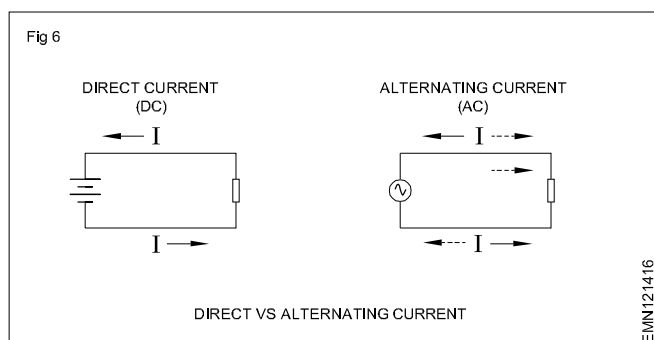 Fig 6
DIRECT CURRENT
(DC)
I
I
ALTERNATING CURRENT
(AC)
I
I
DIRECT VS ALTERNATING CURRENT
EMN121416